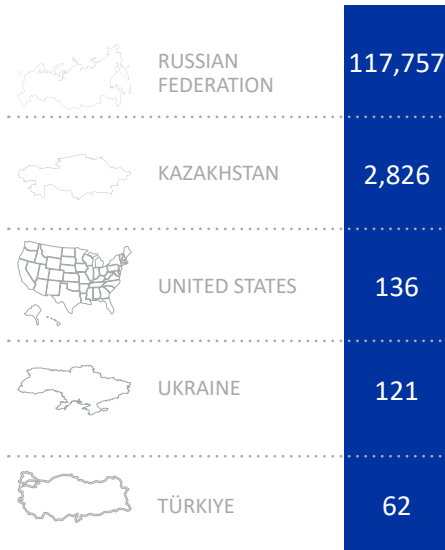 RUSSIAN
FEDERATION
117,757
KAZAKHSTAN
2,826
UNITED STATES
136
UKRAINE
121
TÜRKIYE
62